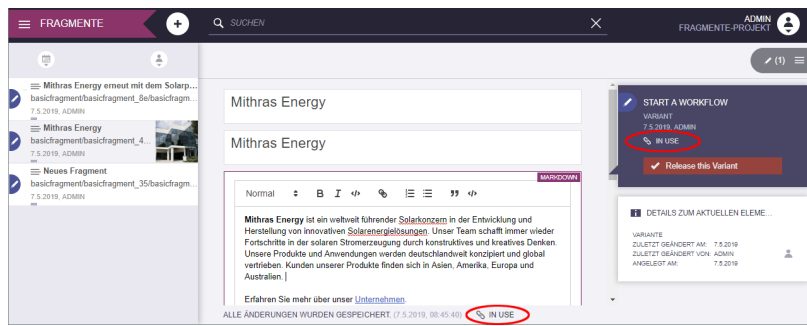 FRAGMENTE
SUCHEN
ADMIN
FRAGMENTE-PROJEKT
(1)
Mithras Energy erneut mit dem Solarp...
basicfragment/basicfragment_8e/basicfragm...
7.5.2019, ADMIN
Mithras Energy
basicfragment/basicfragment_4...
7.5.2019, ADMIN
Neues Fragment
basicfragment/basicfragment_35/basicfragm...
7.5.2019, ADMIN
Mithras Energy
Mithras Energy
MARKDOWN
Normal B I
Mithras Energy ist ein weltweit führender Solarkonzern in der Entwicklung und
Herstellung von innovativen Solarenergielösungen. Unser Team schafft immer wieder
Fortschritte in der solaren Stromerzeugung durch konstruktives und kreatives Denken.
Unsere Produkte und Anwendungen werden deutschlandweit konzipiert und global
vertrieben. Kunden unserer Produkte finden sich in Asien, Amerika, Europa und
Australien.
Erfahren Sie mehr über unser Unternehmen.
ALLE ÄNDERUNGEN WURDEN GESPEICHERT. (7.5.2019, 08:45:40) IN USE
START A WORKFLOW
VARIANT
7.5.2019, ADMIN
IN USE
Release this Variant
DETAILS ZUM AKTUELLEN ELEME...
VARIANTE
ZULETZT GEÄNDERT AM: 7.5.2019
ZULETZT GEÄNDERT VON: ADMIN
ANGELEGT AM: 7.5.2019